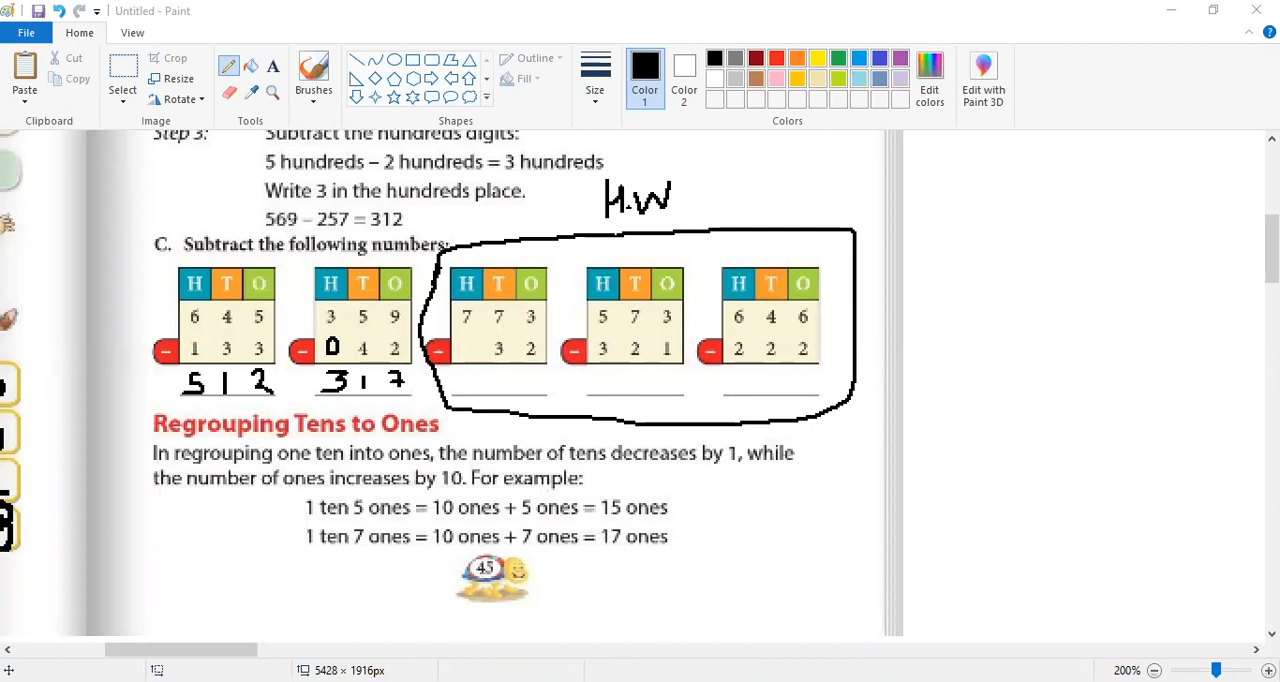 Untitled - Paint
File Home View
Paste
Cut
Copy
Clipboard
Select
Crop
Resize
Rotate
Image
A
Tools
Brushes
Outline
Fill
Shapes
Size
Color 1
Color 2
Edit colors
Colors
Edit with Paint 3D
Step 3: Subtract the hundreds digits:
5 hundreds – 2 hundreds = 3 hundreds
Write 3 in the hundreds place.
569 – 257 = 312
H.W
C. Subtract the following numbers:
H T O H T O H T O H T O H T O
6 4 5 3 5 9 7 7 3 5 7 3 6 4 6
– 1 3 3 – 0 4 2 – 3 2 – 3 2 1 – 2 2 2
5 1 2 3 1 7
Regrouping Tens to Ones
In regrouping one ten into ones, the number of tens decreases by 1, while
the number of ones increases by 10. For example:
1 ten 5 ones = 10 ones + 5 ones = 15 ones
1 ten 7 ones = 10 ones + 7 ones = 17 ones
45
5428 × 1916px
200%